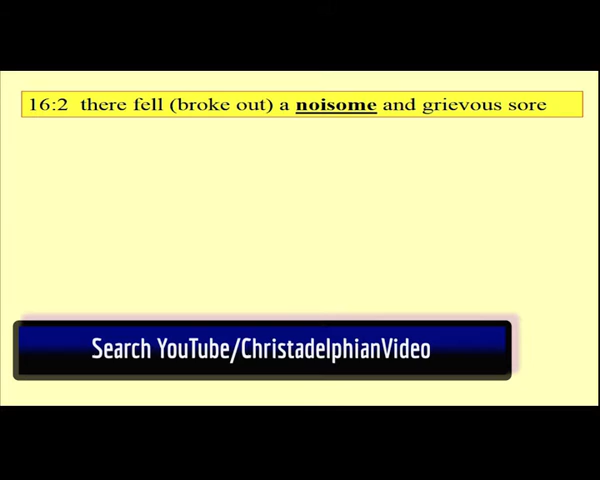 16:2 there fell (broke out) a noisome and grievous sore
Search YouTube/ChristadelphianVideo